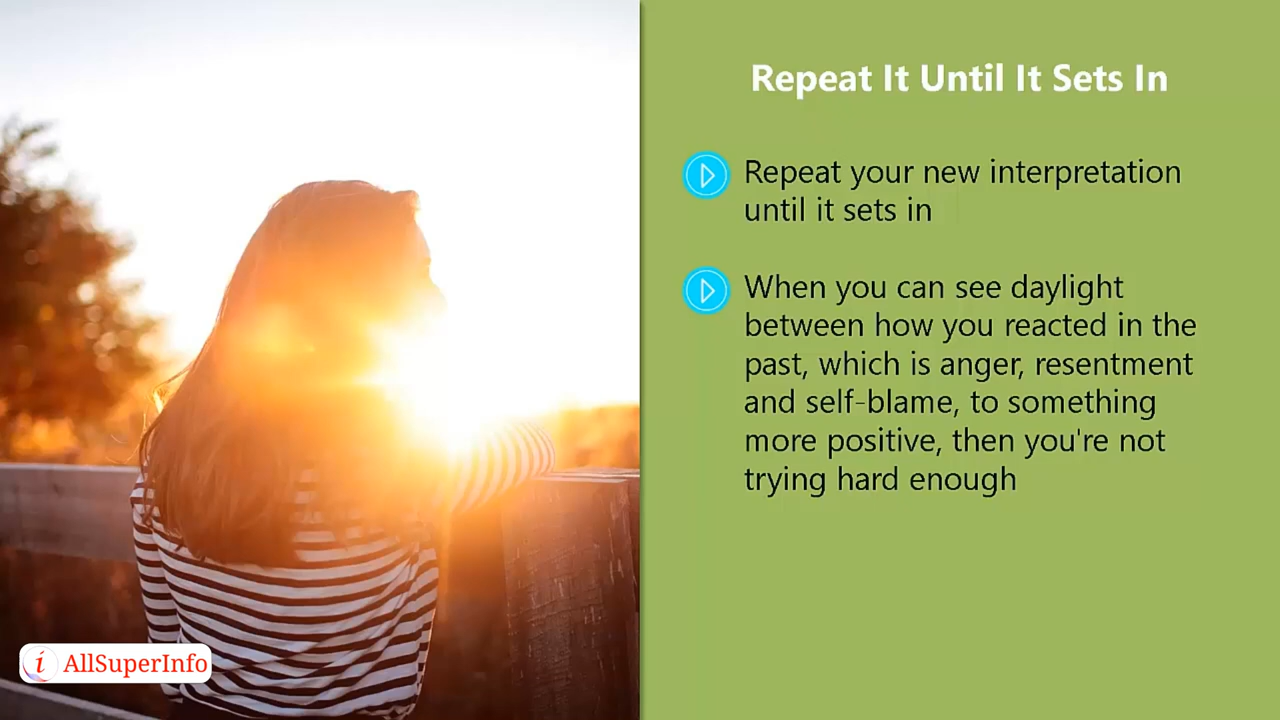 Repeat It Until It Sets In
Repeat your new interpretation
until it sets in
When you can see daylight
between how you reacted in the
past, which is anger, resentment
and self-blame, to something
more positive, then you're not
trying hard enough
i AllSuperInfo